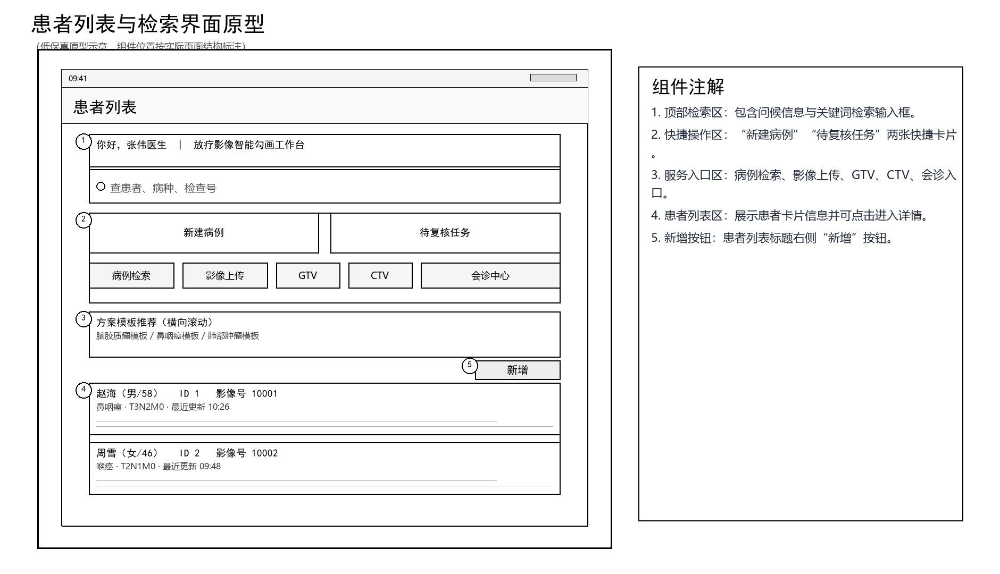 患者列表与检索界面原型
（低保真原型示意，组件位置按实际页面结构标注）
09:41
患者列表
1
你好，张伟医生 | 放疗影像智能勾画工作台
查患者、病种、检查号
2
新建病例
待复核任务
病例检索
影像上传
GTV
CTV
会诊中心
3
方案模板推荐（横向滚动）
脑胶质瘤模板 / 鼻咽癌模板 / 肺部肿瘤模板
5
新增
4
赵海（男/58） ID 1 影像号 10001
鼻咽癌 · T3N2M0 · 最近更新 10:26
周雪（女/46） ID 2 影像号 10002
喉癌 · T2N1M0 · 最近更新 09:48
组件注解
1. 顶部检索区：包含问候信息与关键词检索输入框。
2. 快捷操作区：“新建病例”“待复核任务”两张快捷卡片
。
3. 服务入口区：病例检索、影像上传、GTV、CTV、会诊入
口。
4. 患者列表区：展示患者卡片信息并可点击进入详情。
5. 新增按钮：患者列表标题右侧“新增”按钮。